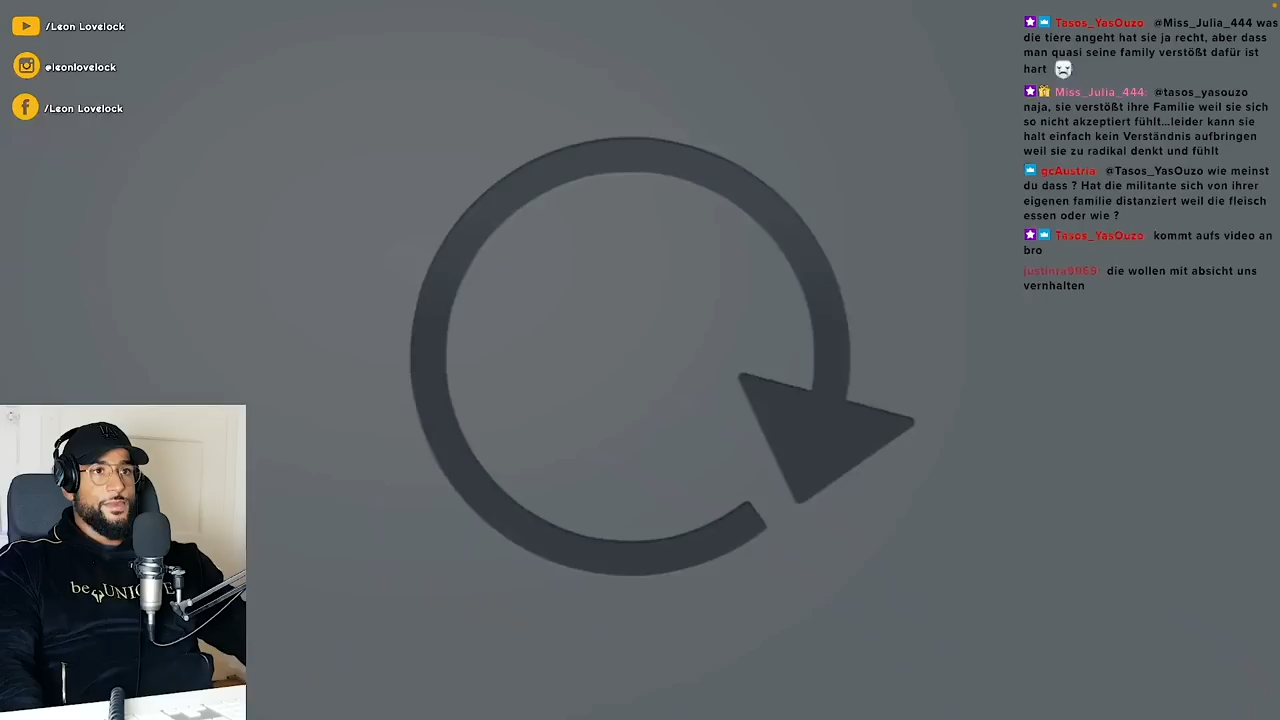 /Leon Lovelock
@leonlovelock
/Leon Lovelock
Tasos_YasOuzo @Miss_Julia_444 was
die tiere angeht hat sie ja recht, aber dass
man quasi seine family verstößt dafür ist
hart
Miss_Julia_444: @tasos_yasouzo
naja, sie verstößt ihre Familie weil sie sich
so nicht akzeptiert fühlt...leider kann sie
halt einfach kein Verständnis aufbringen
weil sie zu radikal denkt und fühlt
gcAustria @Tasos_YasOuzo wie meinst
du dass ? Hat die militante sich von ihrer
eigenen familie distanziert weil die fleisch
essen oder wie ?
Tasos_YasOuzo kommt aufs video an
bro
die wollen mit absicht uns
vernhalten
be UNIQUE